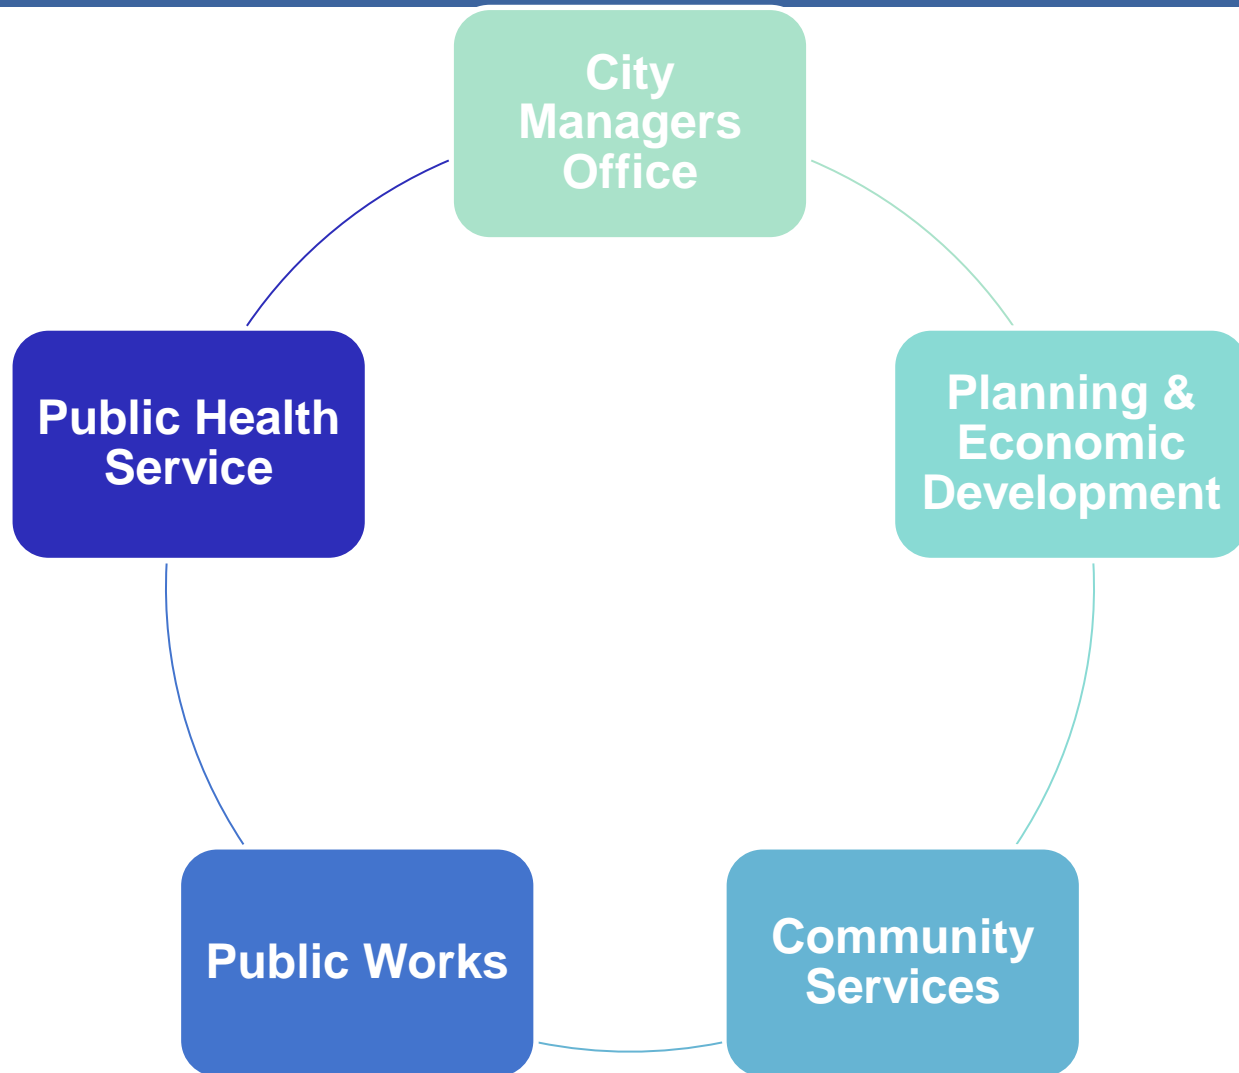 City
Managers
Office
Planning &
Economic
Development
Community
Services
Public Works
Public Health
Service